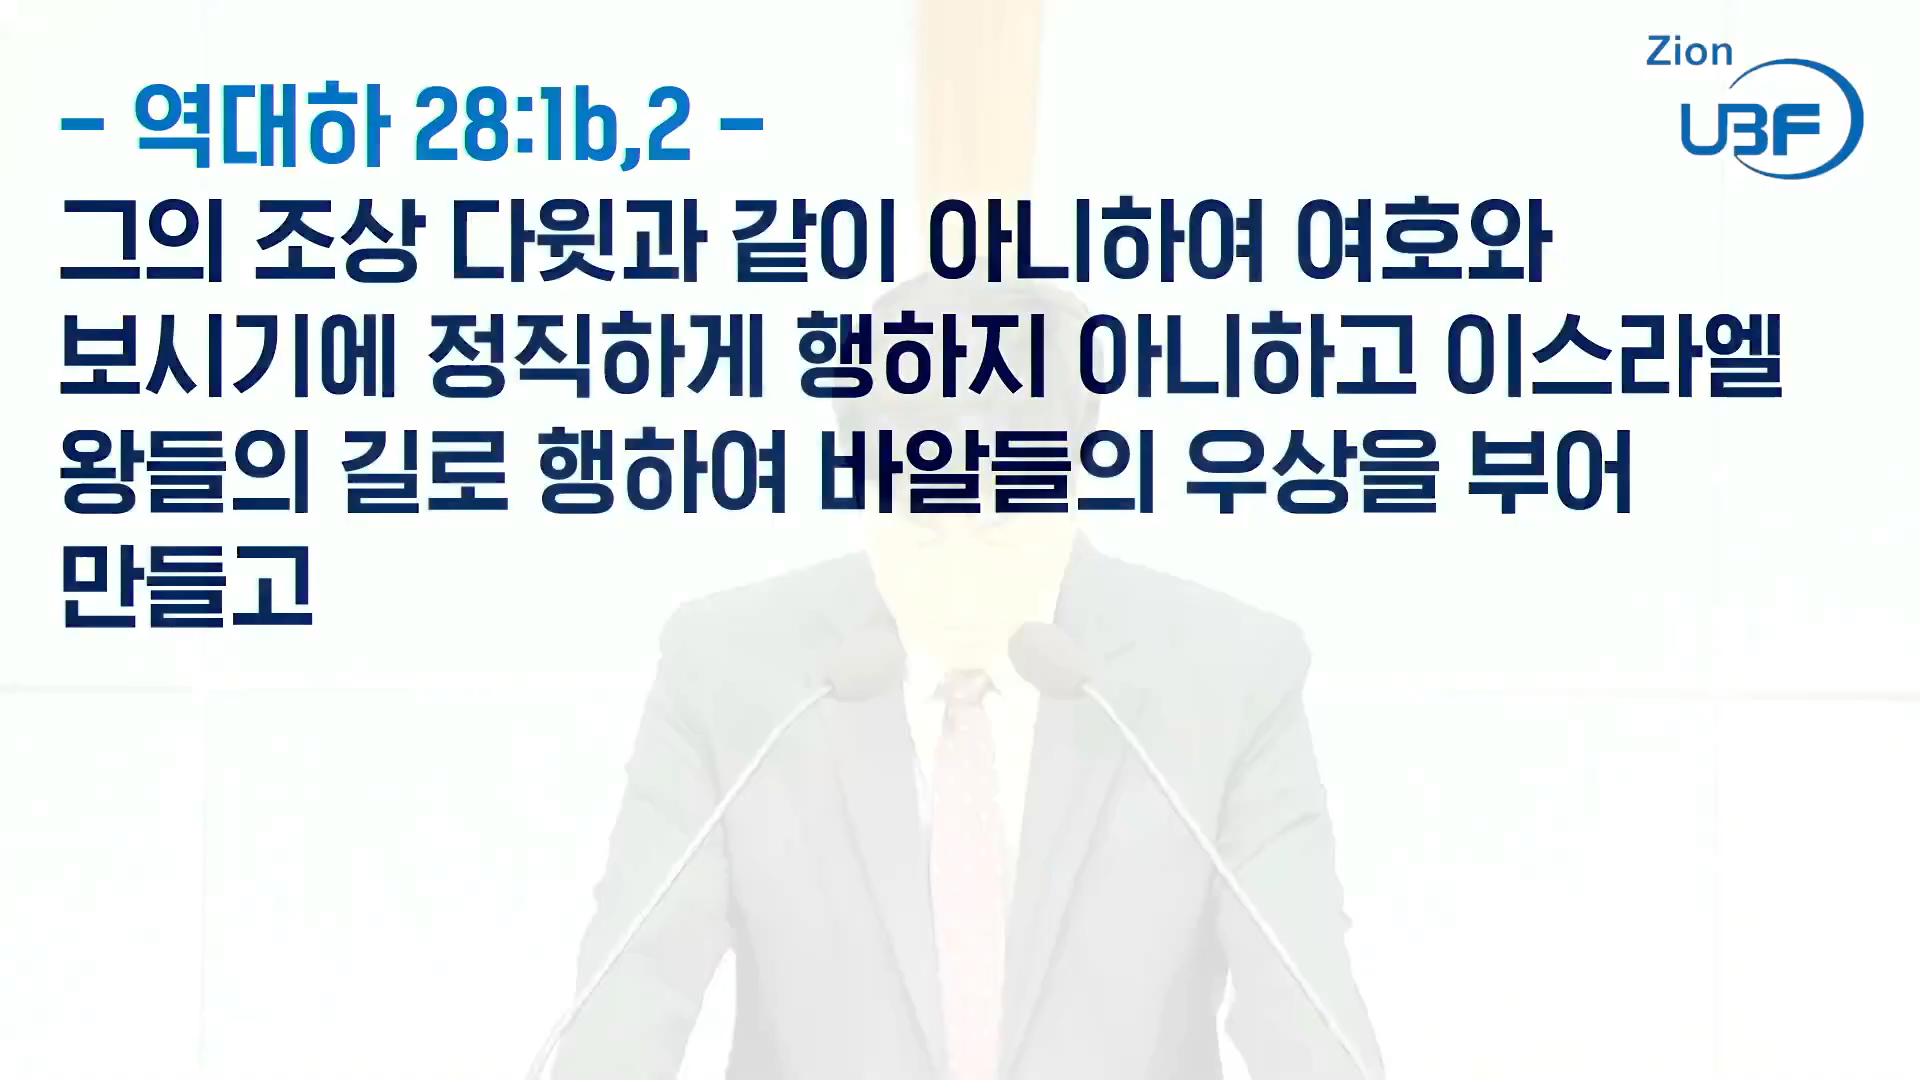 Zion
UBF
- 역대하 28:1b,2 -
그의 조상 다윗과 같이 아니하여 여호와
보시기에 정직하게 행하지 아니하고 이스라엘
왕들의 길로 행하여 바알들의 우상을 부어
만들고